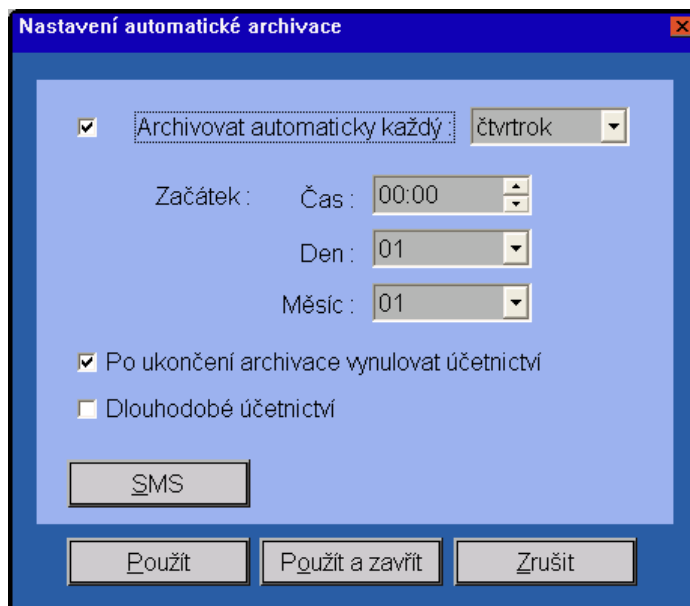 Nastavení automatické archivace
Archivovat automaticky každý : čtvrtrok
Začátek : Čas : 00:00
Den : 01
Měsíc : 01
Po ukončení archivace vynulovat účetnictví
Dlouhodobé účetnictví
SMS
Použít Použít a zavřít Zrušit